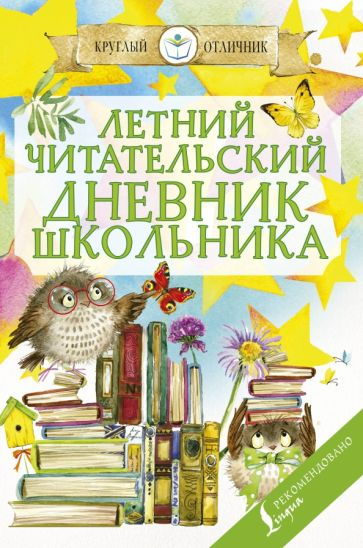 КРУГЛЫЙ ОТЛИЧНИК
ЛЕТНИЙ
ЧИТАТЕЛЬСКИЙ
ДНЕВНИК
ШКОЛЬНИКА
РЕКОМЕНДОВАНО
Lingua